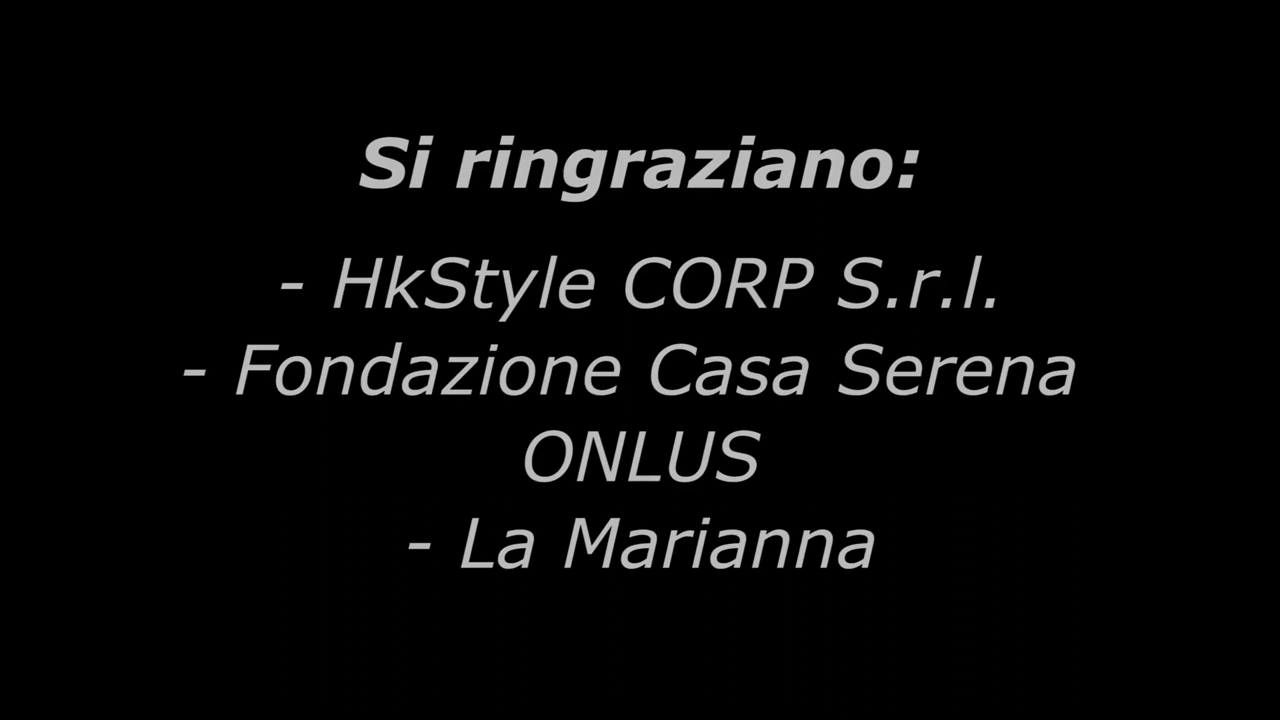 Si ringraziano:
- HkStyle CORP S.r.l.
- Fondazione Casa Serena
ONLUS
- La Marianna